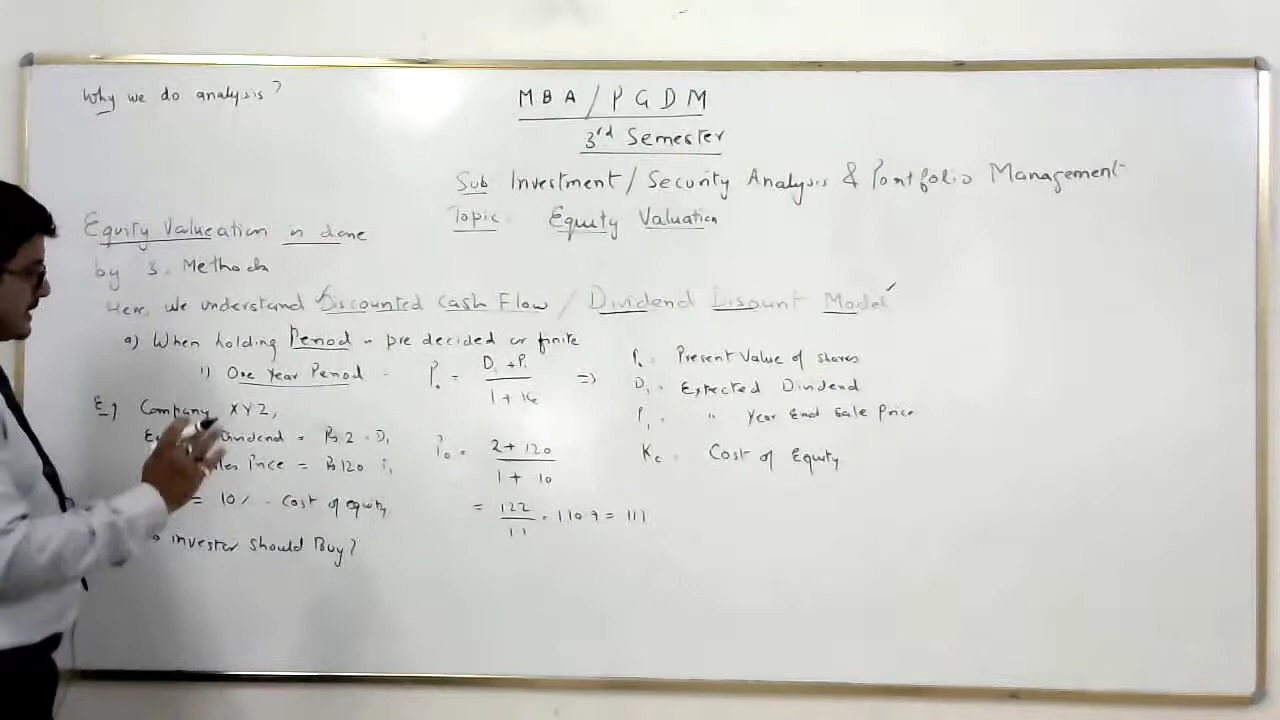 Why we do analysis?
MBA/PGDM
3rd Semester
Sub Investment/Security Analysis & Portfolio Management
Topic Equity Valuation
Equity Valueation is done
by 3. Methods
Here, we understand Discounted Cash Flow / Dividend Disount Model ✓
a) When holding Period - pre decided or finite
1) One Year Period - P₀ = D₁ + P₁ / 1 + Ke =>
P₀ = Present Value of shares
D₁ = Expected Dividend
P₁ = " Year End Sale Price
Ke = Cost of Equity
Eg Company XYZ,
Dividend = Rs.2 - D₁
Price = Rs 120 P₁
= 10% - Cost of equity
investor should Buy?
P₀ = 2 + 120 / 1 + 10
= 122 / 11 = 110 9 = 111